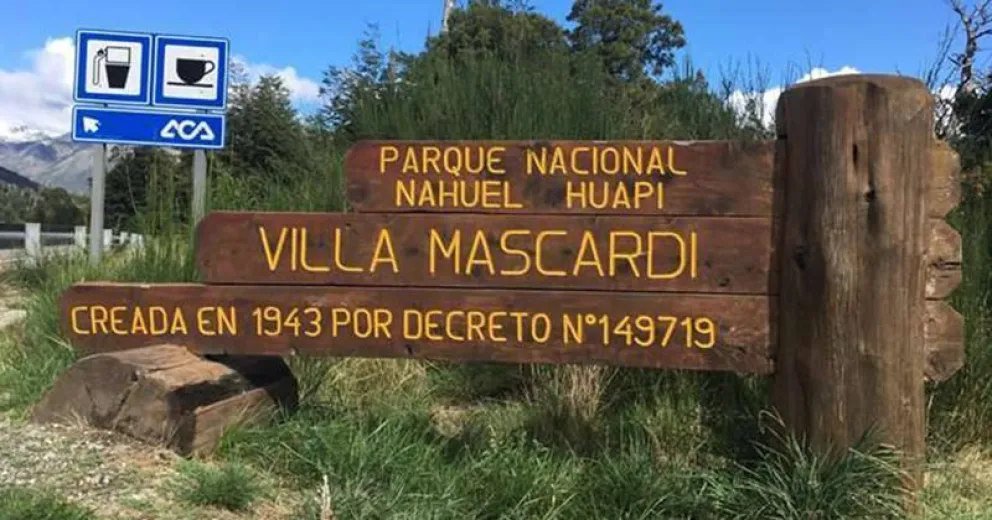 ACA
PARQUE NACIONAL
NAHUEL HUAPI
VILLA MASCARDI
CREADA EN 1943 POR DECRETO N°149719